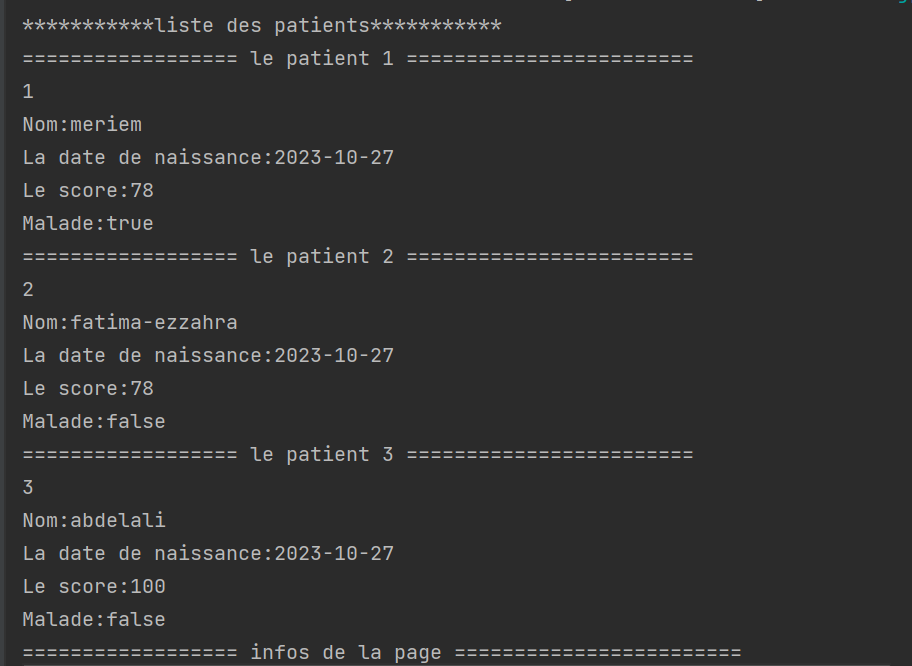 ***********liste des patients***********
================== le patient 1 ========================
1
Nom:meriem
La date de naissance:2023-10-27
Le score:78
Malade:true
================== le patient 2 ========================
2
Nom:fatima-ezzahra
La date de naissance:2023-10-27
Le score:78
Malade:false
================== le patient 3 ========================
3
Nom:abdelali
La date de naissance:2023-10-27
Le score:100
Malade:false
================== infos de la page ========================